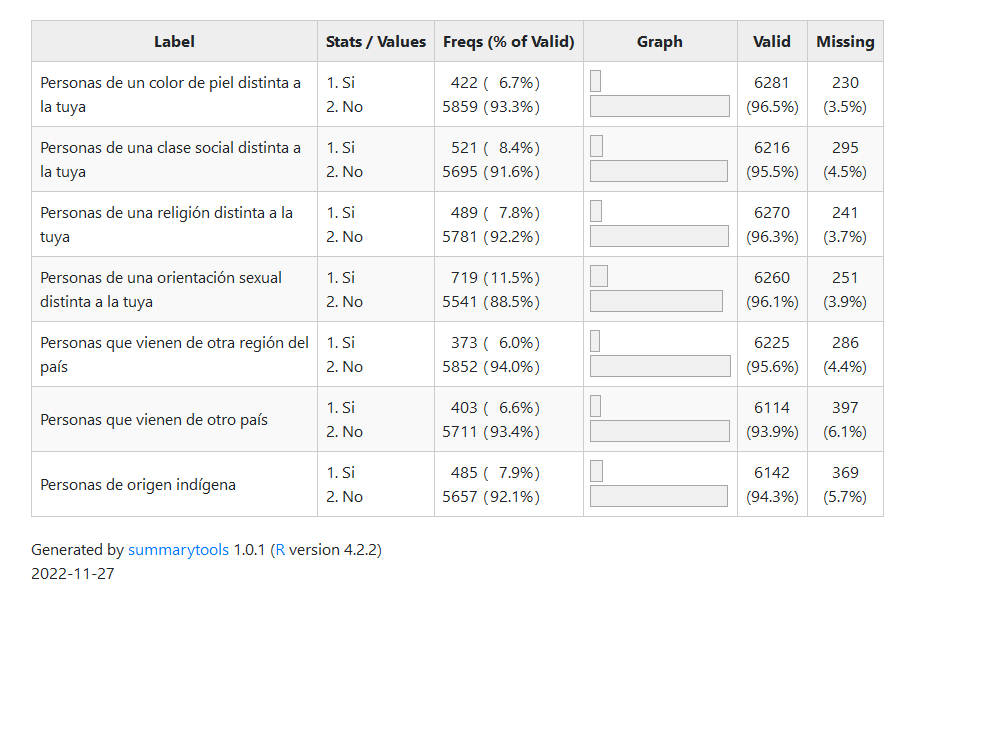 Label Stats / Values Freqs (% of Valid) Graph Valid Missing
Personas de un color de piel distinta a 1. Si 422 ( 6.7%) 6281 230
la tuya 2. No 5859 (93.3%) (96.5%) (3.5%)
Personas de una clase social distinta a 1. Si 521 ( 8.4%) 6216 295
la tuya 2. No 5695 (91.6%) (95.5%) (4.5%)
Personas de una religión distinta a la 1. Si 489 ( 7.8%) 6270 241
tuya 2. No 5781 (92.2%) (96.3%) (3.7%)
Personas de una orientación sexual 1. Si 719 (11.5%) 6260 251
distinta a la tuya 2. No 5541 (88.5%) (96.1%) (3.9%)
Personas que vienen de otra región del 1. Si 373 ( 6.0%) 6225 286
país 2. No 5852 (94.0%) (95.6%) (4.4%)
Personas que vienen de otro país 1. Si 403 ( 6.6%) 6114 397
2. No 5711 (93.4%) (93.9%) (6.1%)
Personas de origen indígena 1. Si 485 ( 7.9%) 6142 369
2. No 5657 (92.1%) (94.3%) (5.7%)
Generated by summarytools 1.0.1 (R version 4.2.2)
2022-11-27